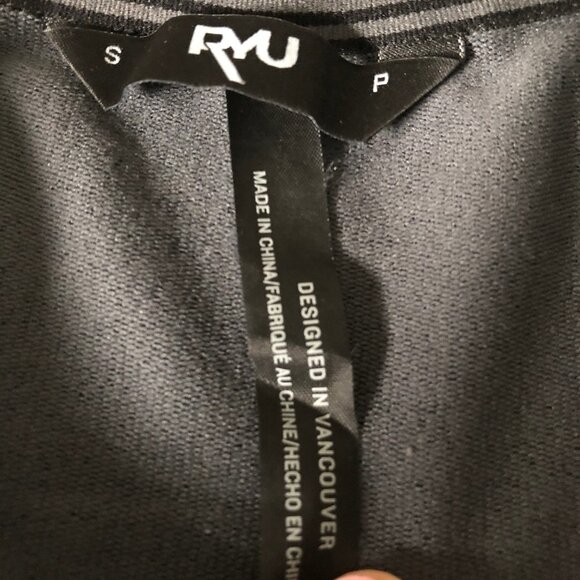 S
RYU
P
DESIGNED IN VANCOUVER
MADE IN CHINA/FABRIQUÉ AU CHINE/HECHO EN CHI